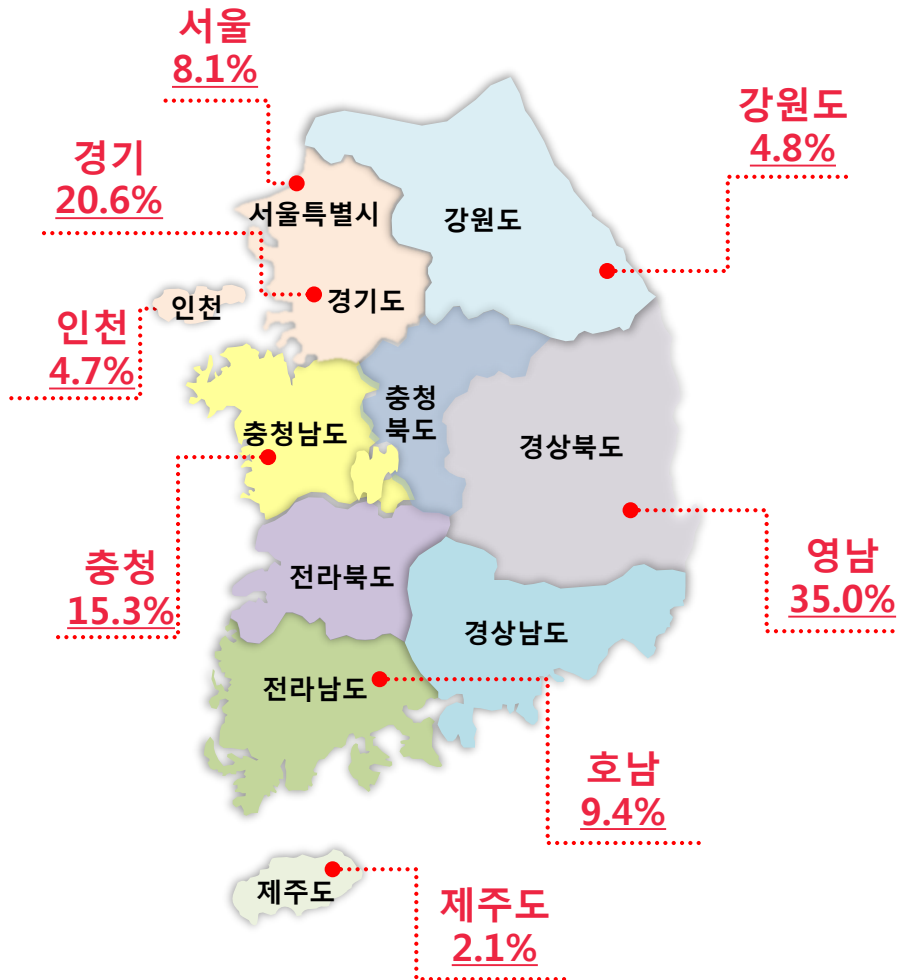 서울
8.1%
강원도
4.8%
경기
20.6%
서울특별시
강원도
인천
경기도
인천
4.7%
충청
북도
충청남도
경상북도
충청
15.3%
영남
35.0%
전라북도
경상남도
전라남도
호남
9.4%
제주도
제주도
2.1%